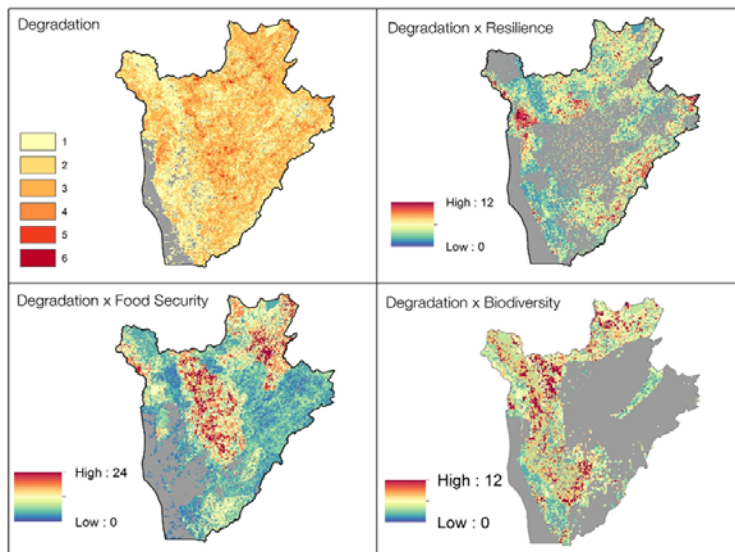 Degradation
1
2
3
4
5
6
Degradation x Resilience
High : 12
Low : 0
Degradation x Food Security
High : 24
Low : 0
Degradation x Biodiversity
High : 12
Low : 0